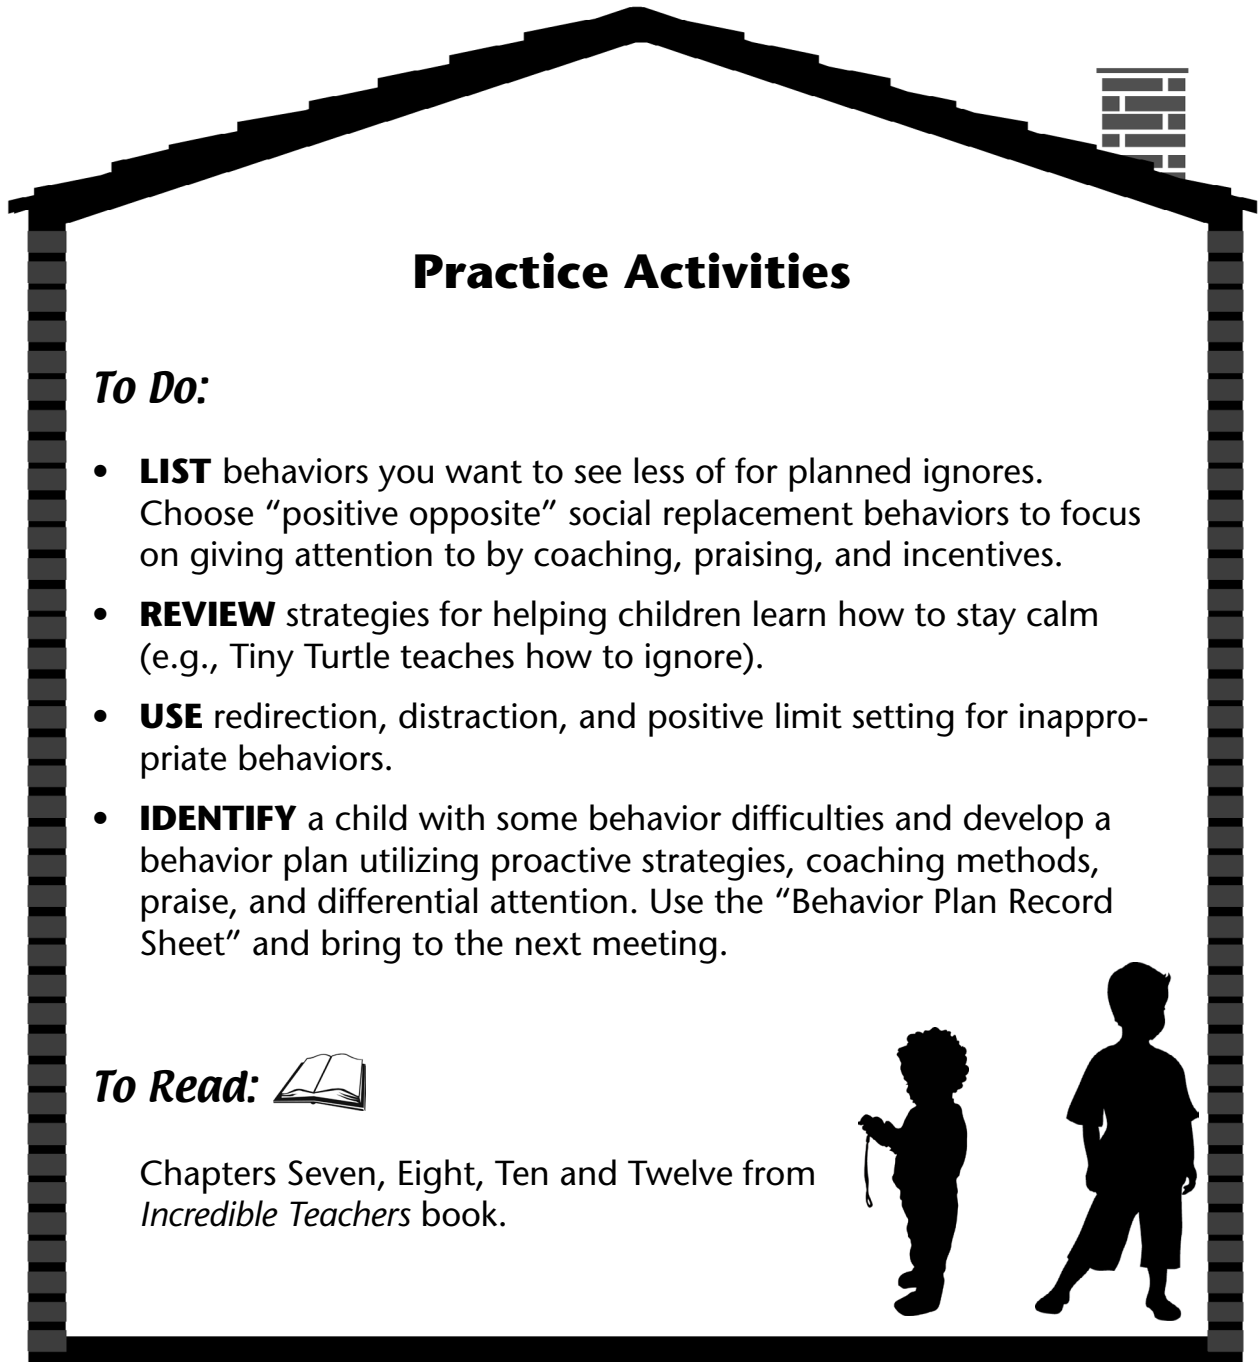 Practice Activities
To Do:
• LIST behaviors you want to see less of for planned ignores.
Choose “positive opposite” social replacement behaviors to focus
on giving attention to by coaching, praising, and incentives.
• REVIEW strategies for helping children learn how to stay calm
(e.g., Tiny Turtle teaches how to ignore).
• USE redirection, distraction, and positive limit setting for inappro-
priate behaviors.
• IDENTIFY a child with some behavior difficulties and develop a
behavior plan utilizing proactive strategies, coaching methods,
praise, and differential attention. Use the “Behavior Plan Record
Sheet” and bring to the next meeting.
To Read:
Chapters Seven, Eight, Ten and Twelve from
Incredible Teachers book.